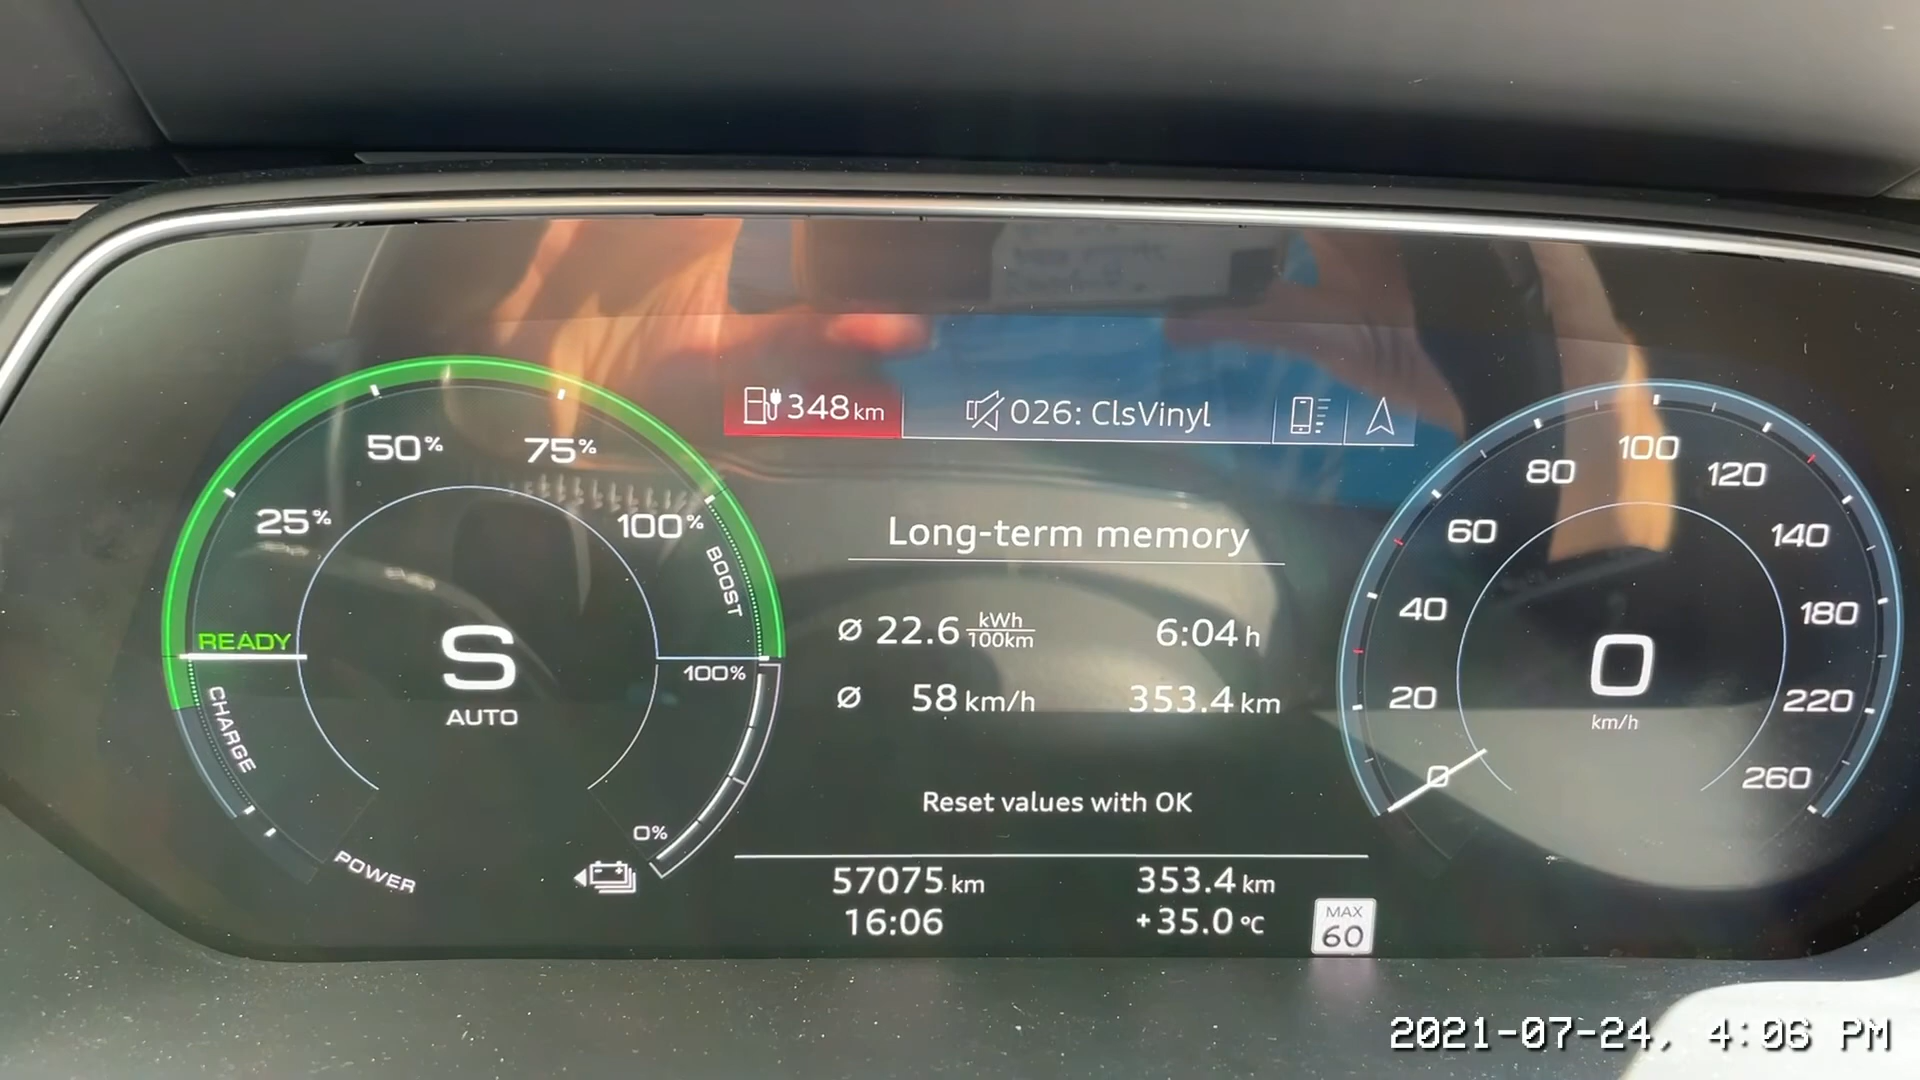 348 km
026: ClsVinyl
50%
75%
25%
100%
BOOST
READY
CHARGE
POWER
S
AUTO
100%
0%
Long-term memory
Ø 22.6 kWh/100km 6:04 h
Ø 58 km/h 353.4 km
Reset values with OK
57075 km 353.4 km
16:06 +35.0 °C
MAX
60
100
80
120
60
140
40
180
20
220
0
260
0
km/h
2021-07-24, 4:06 PM